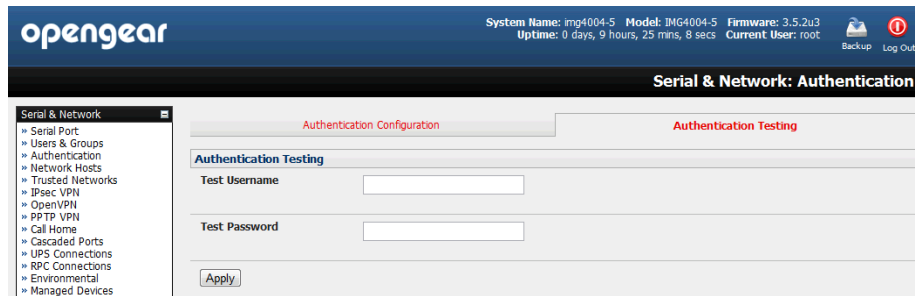 opengear
System Name: img4004-5 Model: IMG4004-5 Firmware: 3.5.2u3
Uptime: 0 days, 9 hours, 25 mins, 8 secs Current User: root
Backup
Log Out
Serial & Network: Authentication
Serial & Network
» Serial Port
» Users & Groups
» Authentication
» Network Hosts
» Trusted Networks
» IPsec VPN
» OpenVPN
» PPTP VPN
» Call Home
» Cascaded Ports
» UPS Connections
» RPC Connections
» Environmental
» Managed Devices
Authentication Configuration
Authentication Testing
Authentication Testing
Test Username
Test Password
Apply